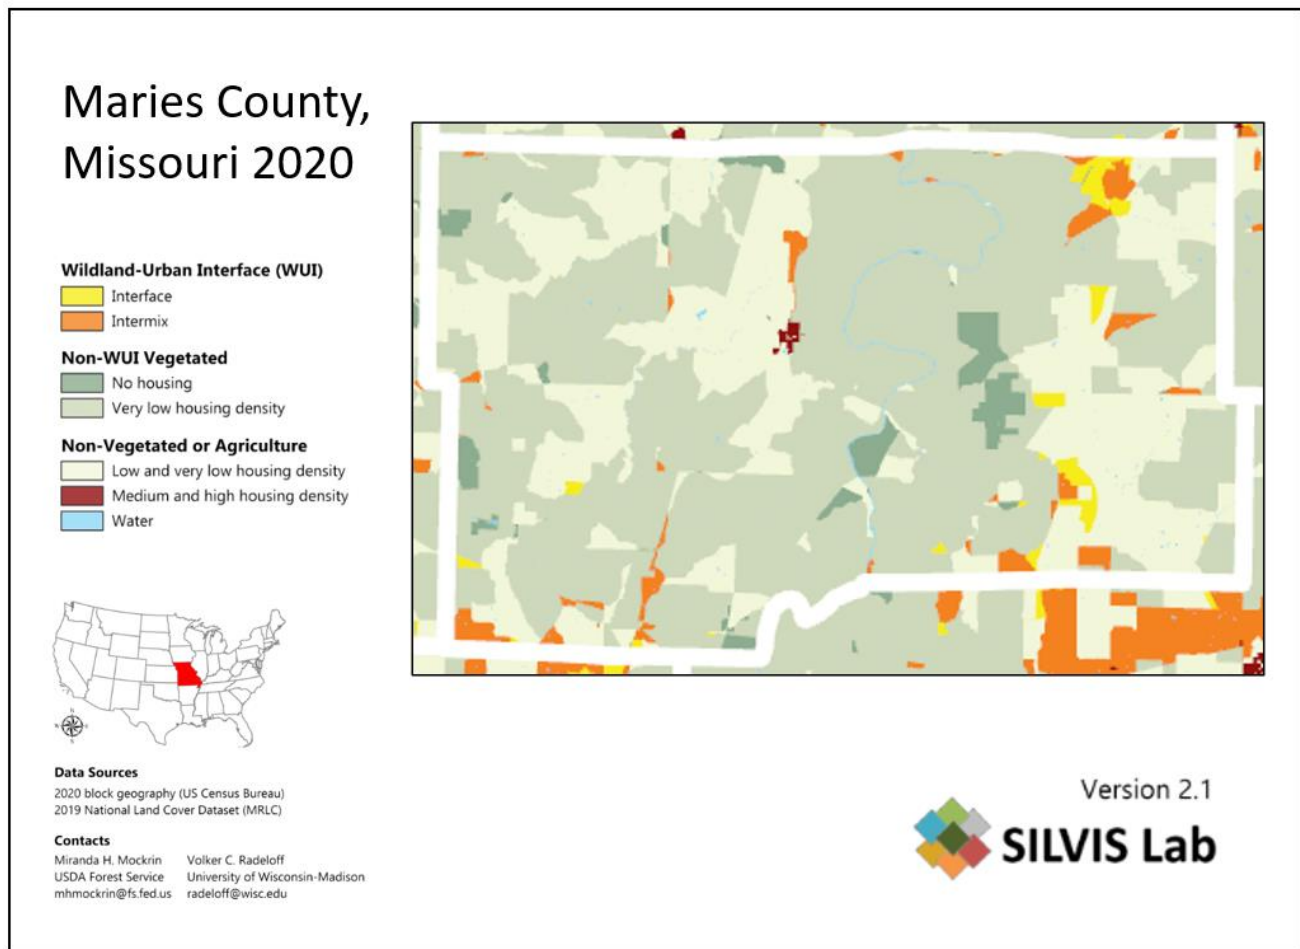 Maries County,
Missouri 2020
Wildland-Urban Interface (WUI)
Interface
Intermix
Non-WUI Vegetated
No housing
Very low housing density
Non-Vegetated or Agriculture
Low and very low housing density
Medium and high housing density
Water
N
Data Sources
2020 block geography (US Census Bureau)
2019 National Land Cover Dataset (MRLC)
Contacts
Miranda H. Mockrin Volker C. Radeloff
USDA Forest Service University of Wisconsin-Madison
mhmockrin@fs.fed.us radeloff@wisc.edu
Version 2.1
SILVIS Lab